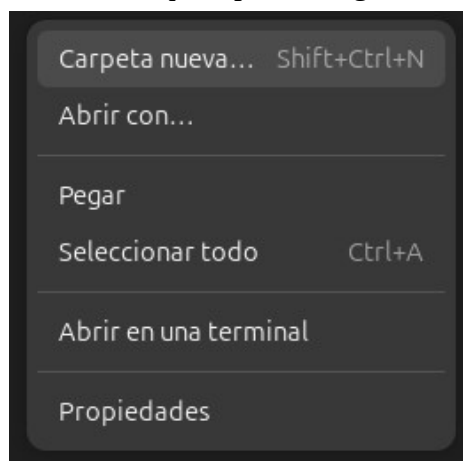 Carpeta nueva... Shift+Ctrl+N
Abrir con...
Pegar
Seleccionar todo Ctrl+A
Abrir en una terminal
Propiedades